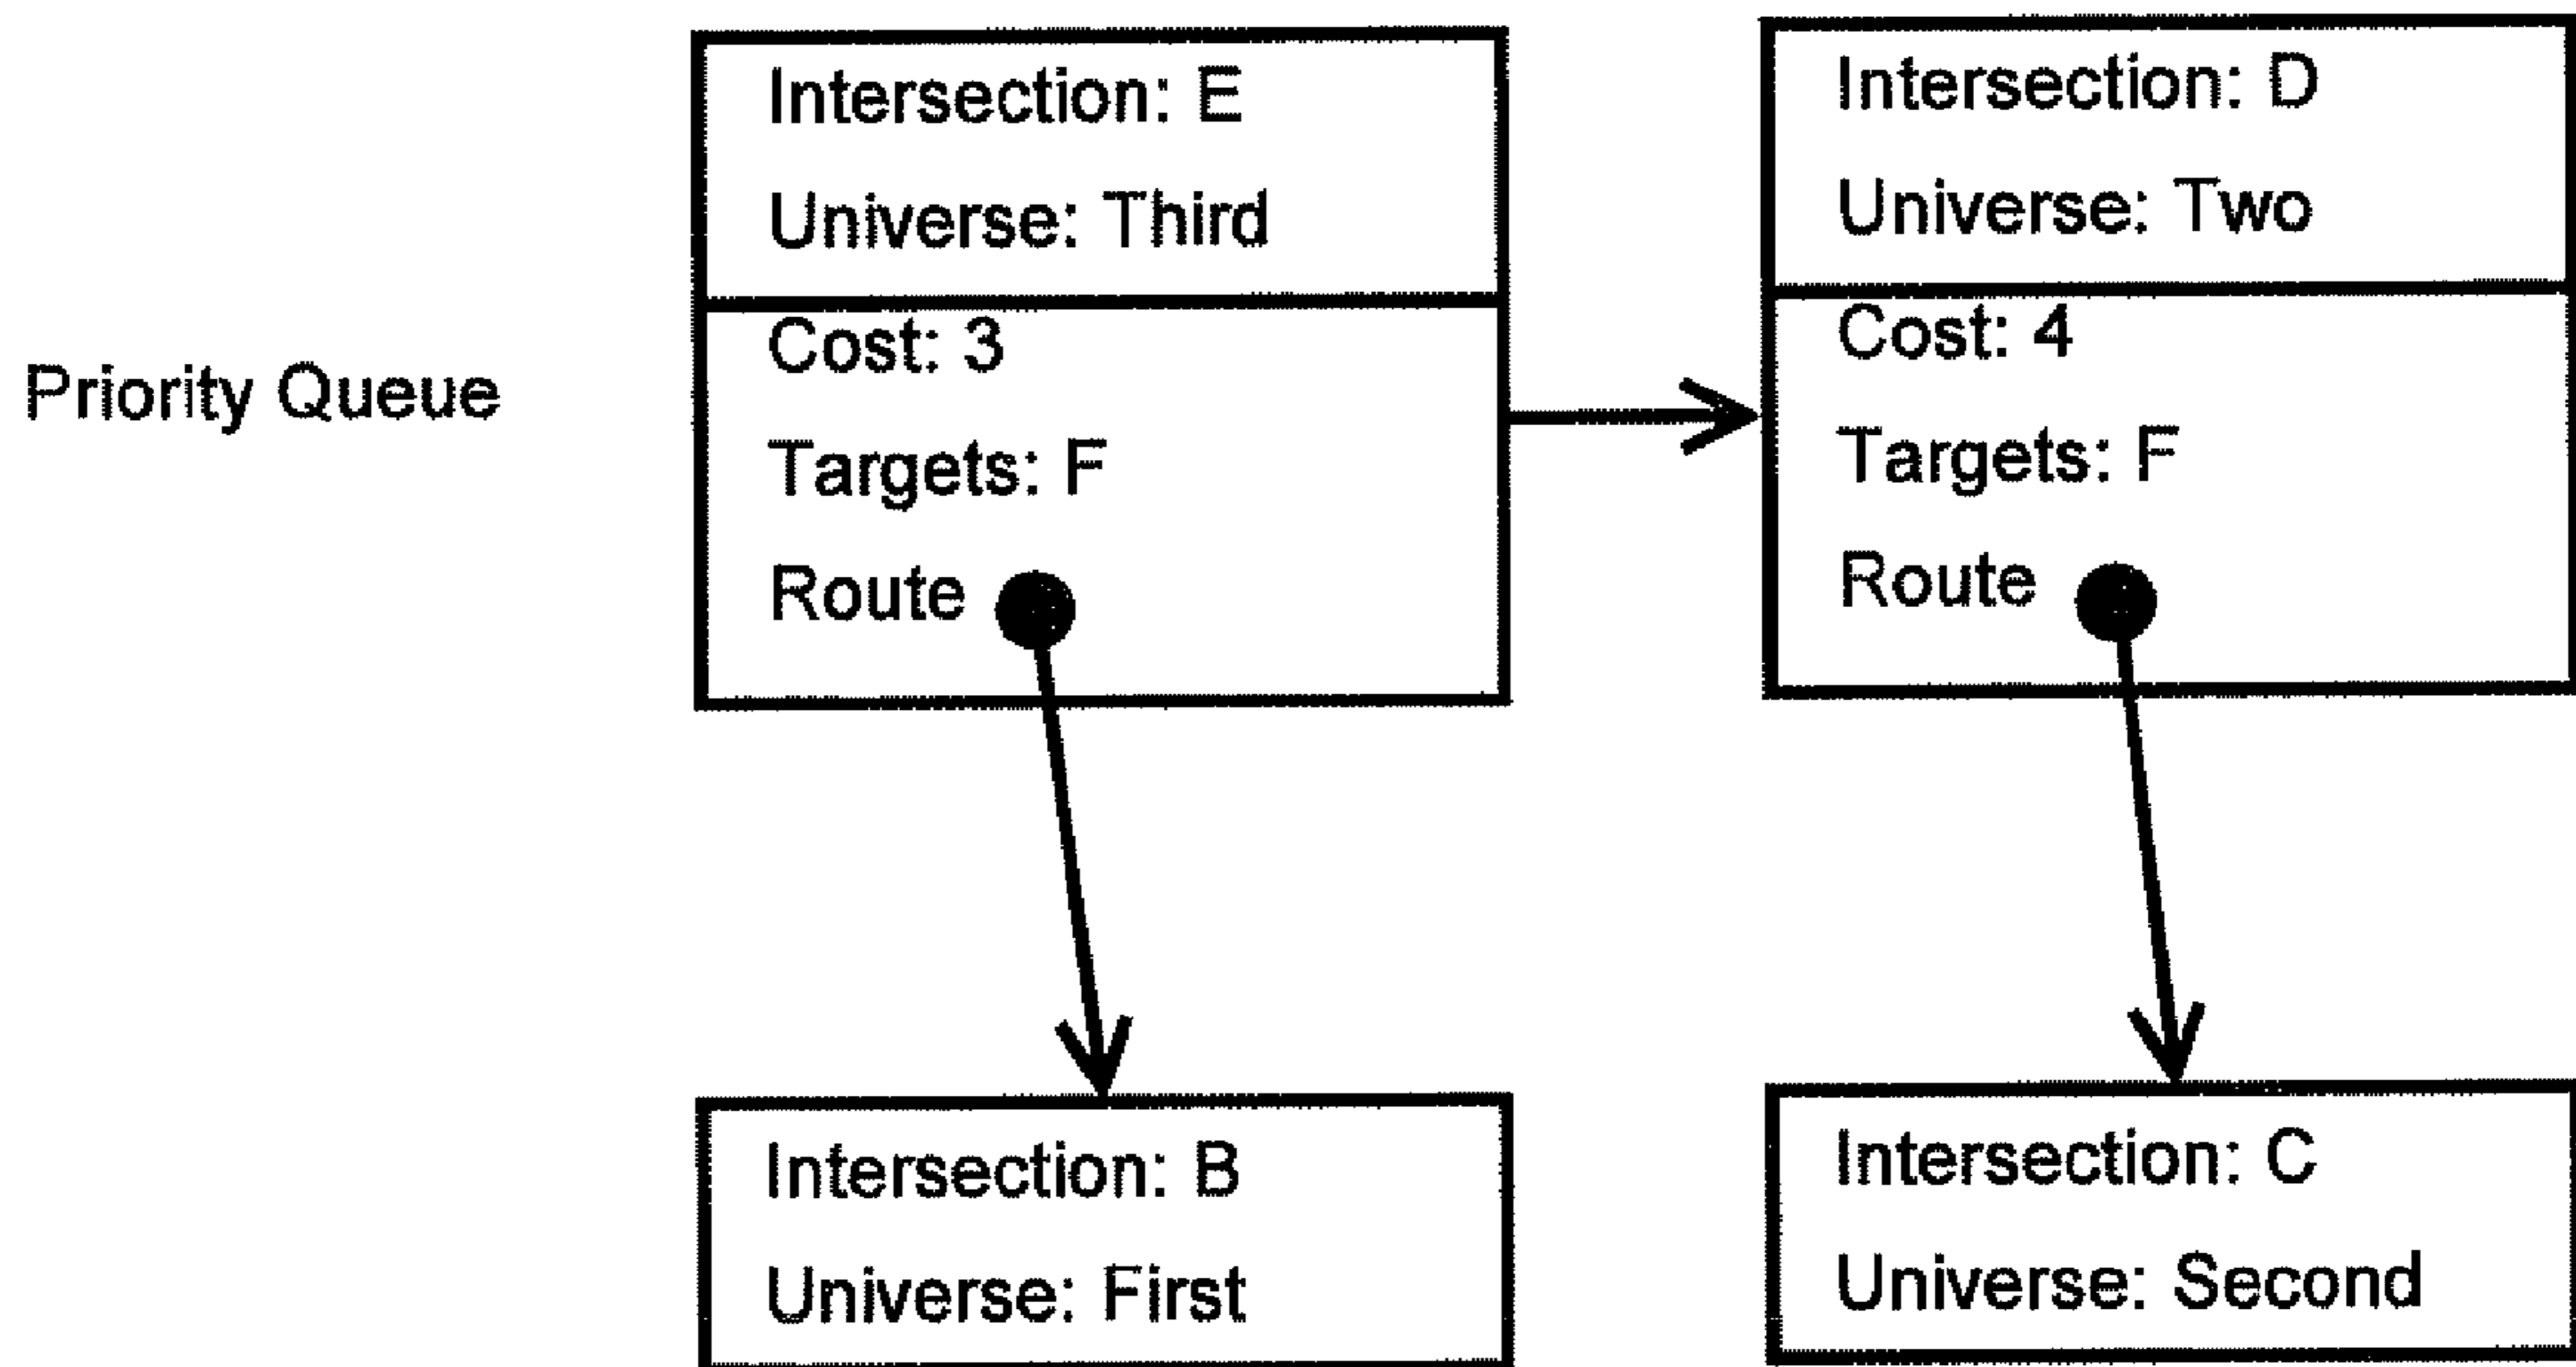 Priority Queue
Intersection: E
Universe: Third
Cost: 3
Targets: F
Route
Intersection: D
Universe: Two
Cost: 4
Targets: F
Route
Intersection: B
Universe: First
Intersection: C
Universe: Second